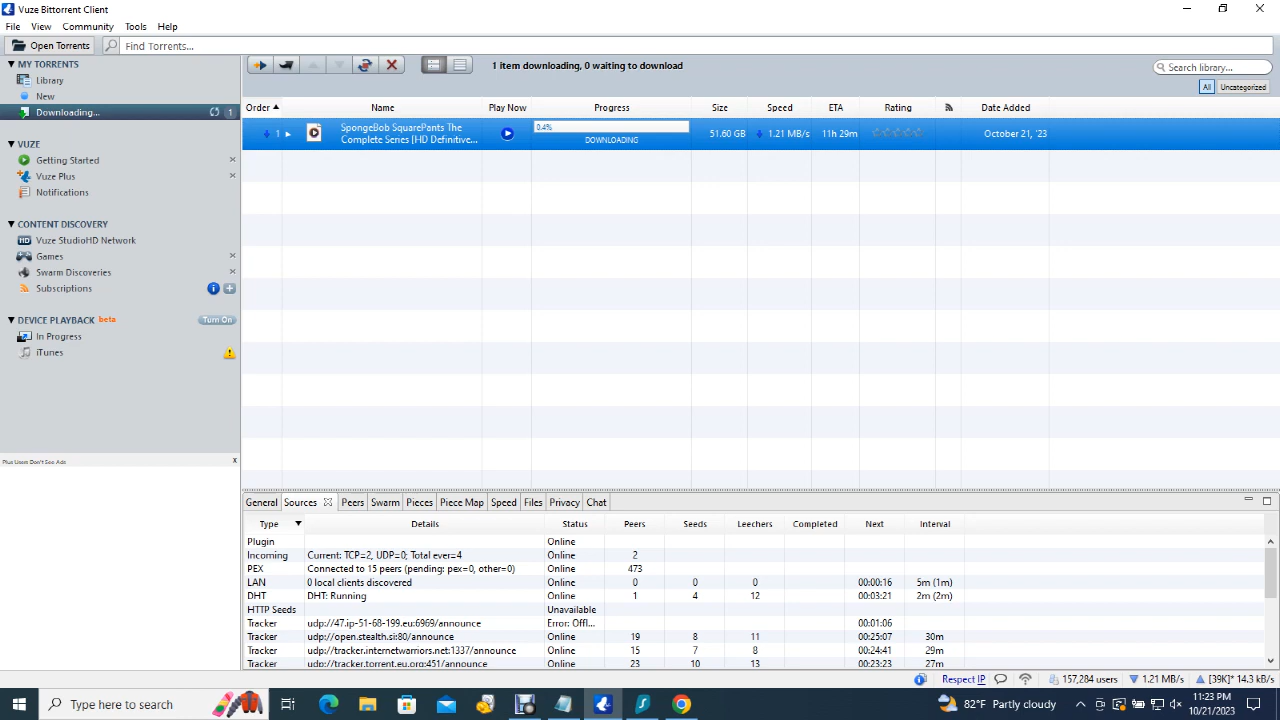 Vuze Bittorrent Client
File View Community Tools Help
Open Torrents Find Torrents...
MY TORRENTS
Library
New
Downloading... 1
VUZE
Getting Started
Vuze Plus
Notifications
CONTENT DISCOVERY
HD Vuze StudioHD Network
Games
Swarm Discoveries
Subscriptions
DEVICE PLAYBACK beta Turn On
In Progress
iTunes
Plus Users Don't See Ads x
1 item downloading, 0 waiting to download
Search library...
All Uncategorized
Order Name Play Now Progress Size Speed ETA Rating Date Added
1 SpongeBob SquarePants The Complete Series [HD Definitive... 0.4% DOWNLOADING 51.60 GB 1.21 MB/s 11h 29m October 21, '23
General Sources Peers Swarm Pieces Piece Map Speed Files Privacy Chat
Type Details Status Peers Seeds Leechers Completed Next Interval
Plugin Online
Incoming Current: TCP=2, UDP=0; Total ever=4 Online 2
PEX Connected to 15 peers (pending: pex=0, other=0) Online 473
LAN 0 local clients discovered Online 0 0 0 00:00:16 5m (1m)
DHT DHT: Running Online 1 4 12 00:03:21 2m (2m)
HTTP Seeds Unavailable
Tracker udp://47.ip-51-68-199.eu:6969/announce Error: Offl... 00:01:06
Tracker udp://open.stealth.si:80/announce Online 19 8 11 00:25:07 30m
Tracker udp://tracker.internetwarriors.net:1337/announce Online 15 7 8 00:24:41 29m
Tracker udp://tracker.torrent.eu.org:451/announce Online 23 10 13 00:23:23 27m
Respect IP 157,284 users 1.21 MB/s [39K]* 14.3 kB/s
Type here to search
82°F Partly cloudy
11:23 PM
10/21/2023